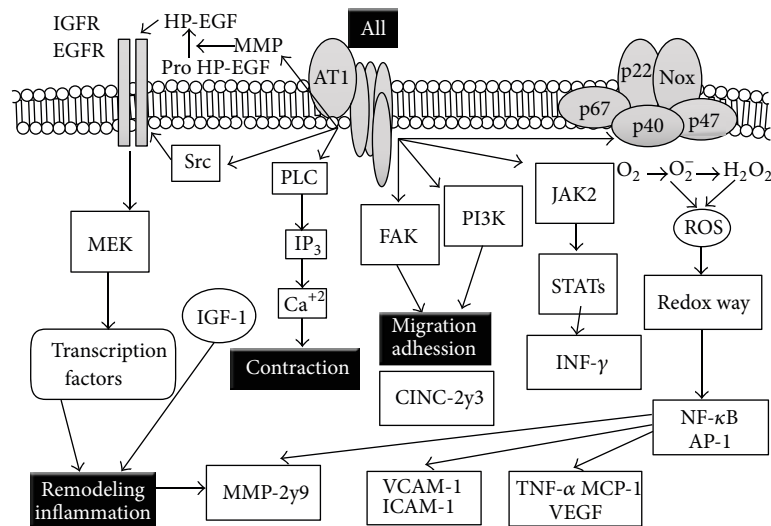 IGFR
EGFR
HP-EGF
MMP
Pro HP-EGF
AT1
AII
p22
Nox
p67
p40
p47
Src
PLC
IP3
Ca+2
Contraction
MEK
Transcription
factors
IGF-1
Remodeling
inflammation
FAK
PI3K
Migration
adhession
CINC-2y3
JAK2
STATs
INF-γ
O2
O2−
H2O2
ROS
Redox way
NF-κB
AP-1
MMP-2y9
VCAM-1
ICAM-1
TNF-α MCP-1
VEGF